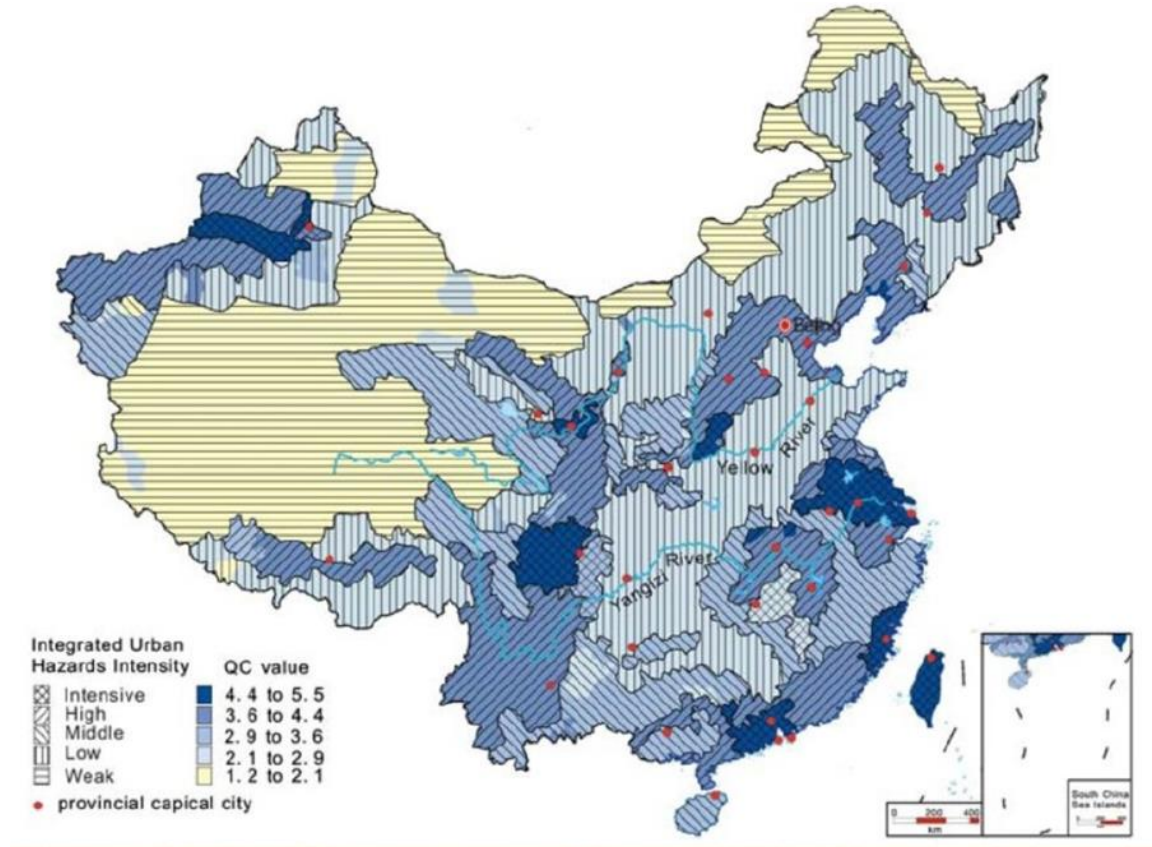 Beijing
Yellow
River
River
Yangizi
Integrated Urban
Hazards Intensity
QC value
Intensive
4. 4 to 5. 5
High
3. 6 to 4. 4
Middle
2. 9 to 3. 6
Low
2. 1 to 2. 9
Weak
1. 2 to 2. 1
provincial capical city
0 200 400
km
South China
Sea Islands